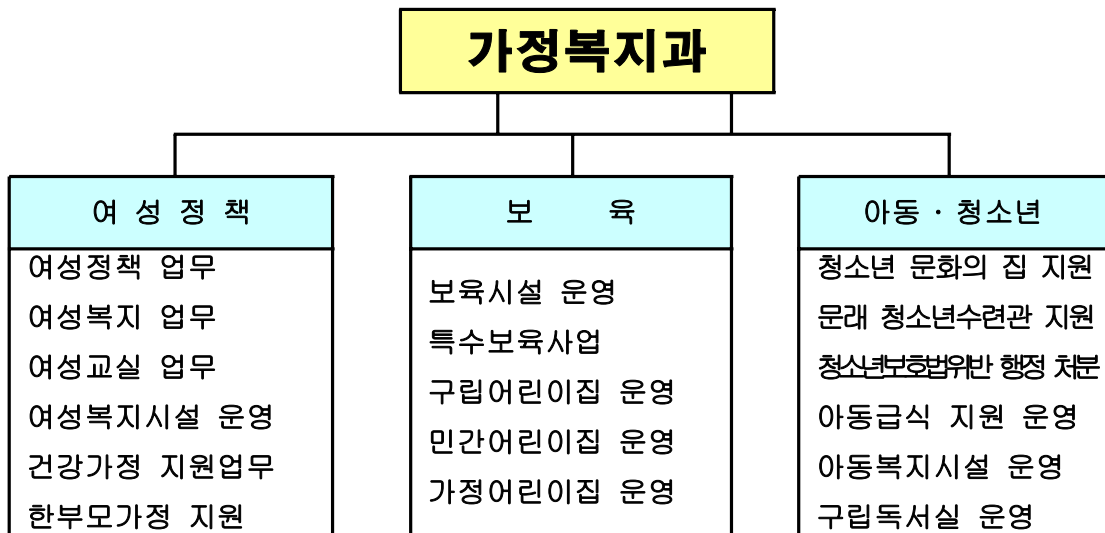 가정복지과
여 성 정 책
여성정책 업무
여성복지 업무
여성교실 업무
여성복지시설 운영
건강가정 지원업무
한부모가정 지원
보 육
보육시설 운영
특수보육사업
구립어린이집 운영
민간어린이집 운영
가정어린이집 운영
아동 · 청소년
청소년 문화의 집 지원
문래 청소년수련관 지원
청소년보호법위반 행정 처분
아동급식 지원 운영
아동복지시설 운영
구립독서실 운영